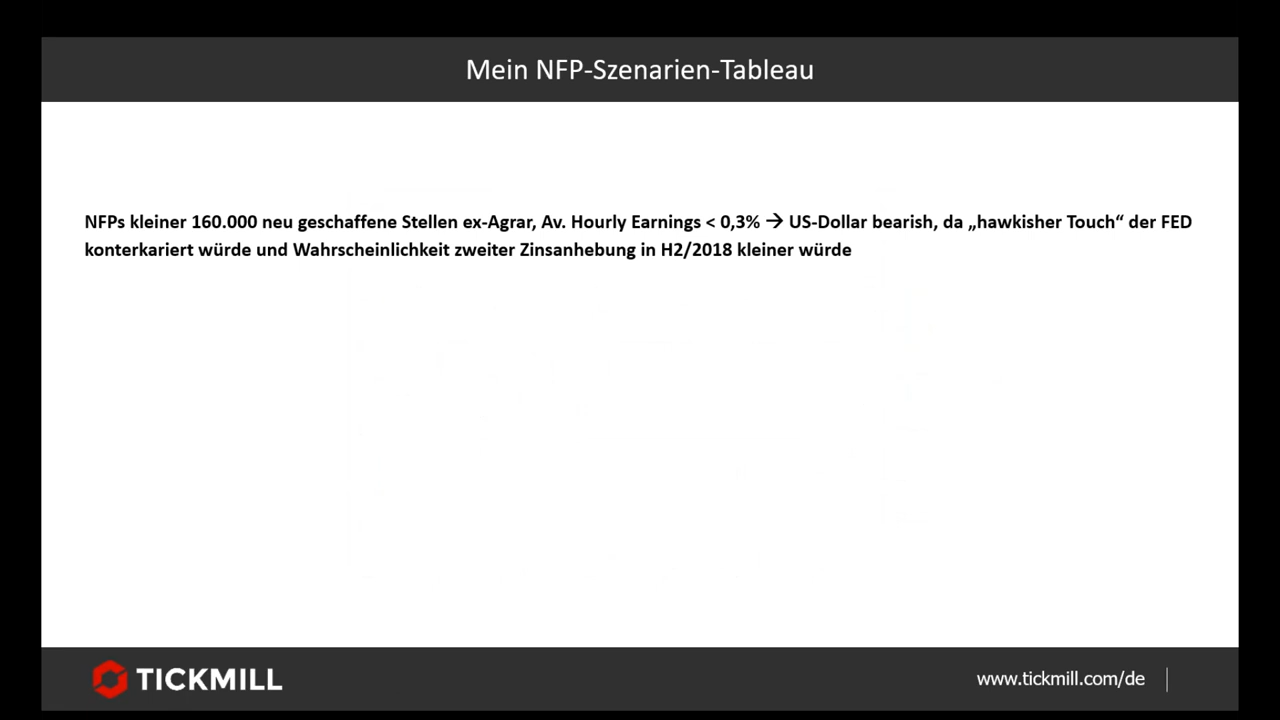 Mein NFP-Szenarien-Tableau
NFPs kleiner 160.000 neu geschaffene Stellen ex-Agrar, Av. Hourly Earnings < 0,3% → US-Dollar bearish, da „hawkisher Touch“ der FED
konterkariert würde und Wahrscheinlichkeit zweiter Zinsanhebung in H2/2018 kleiner würde
TICKMILL
www.tickmill.com/de